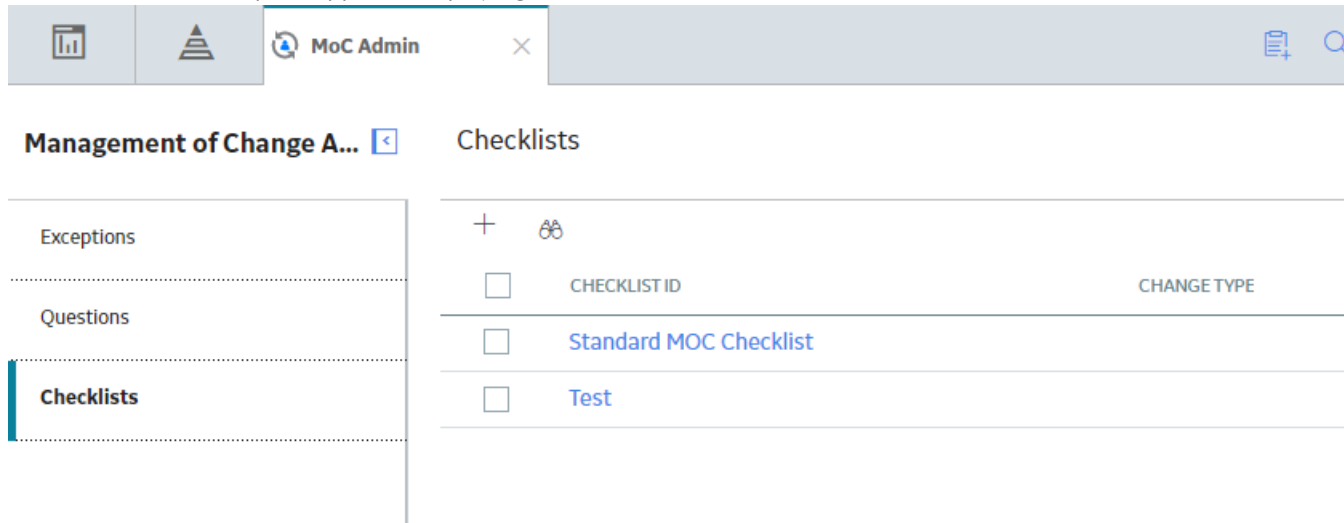 MoC Admin
Management of Change A...
Checklists
Exceptions
Questions
Checklists
CHECKLIST ID
CHANGE TYPE
Standard MOC Checklist
Test